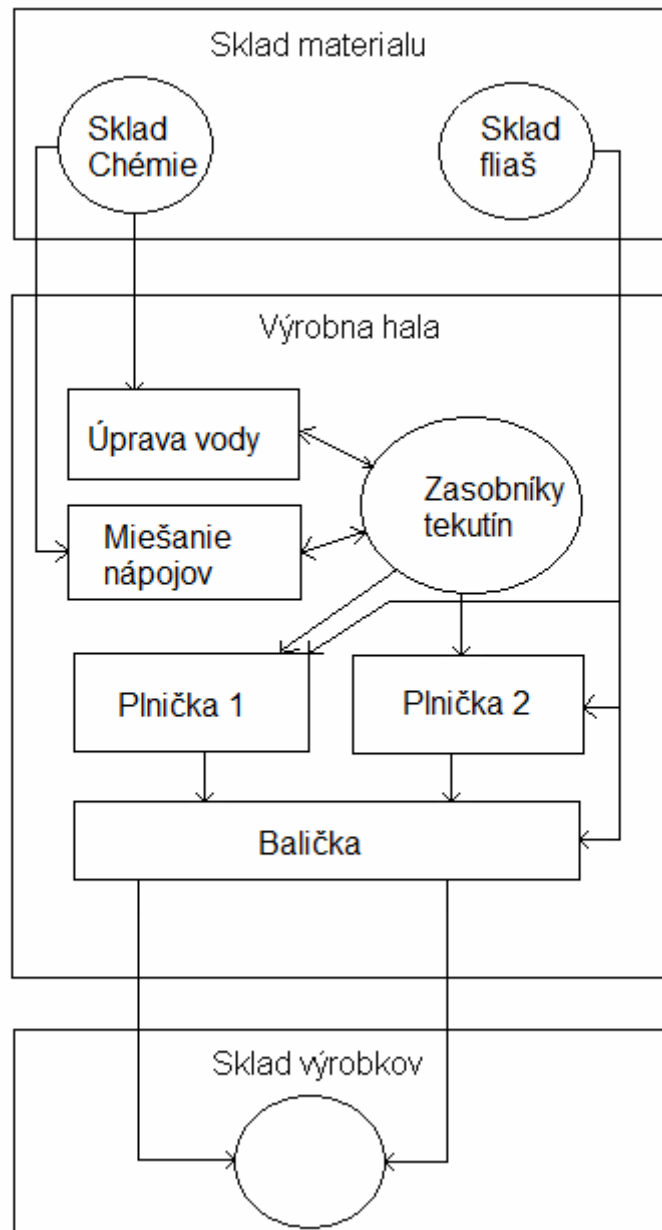 Sklad materialu
Sklad
Chémie
Sklad
fliaš
Výrobna hala
Úprava vody
Zasobníky
tekutín
Miešanie
nápojov
Plnička 1
Plnička 2
Balička
Sklad výrobkov